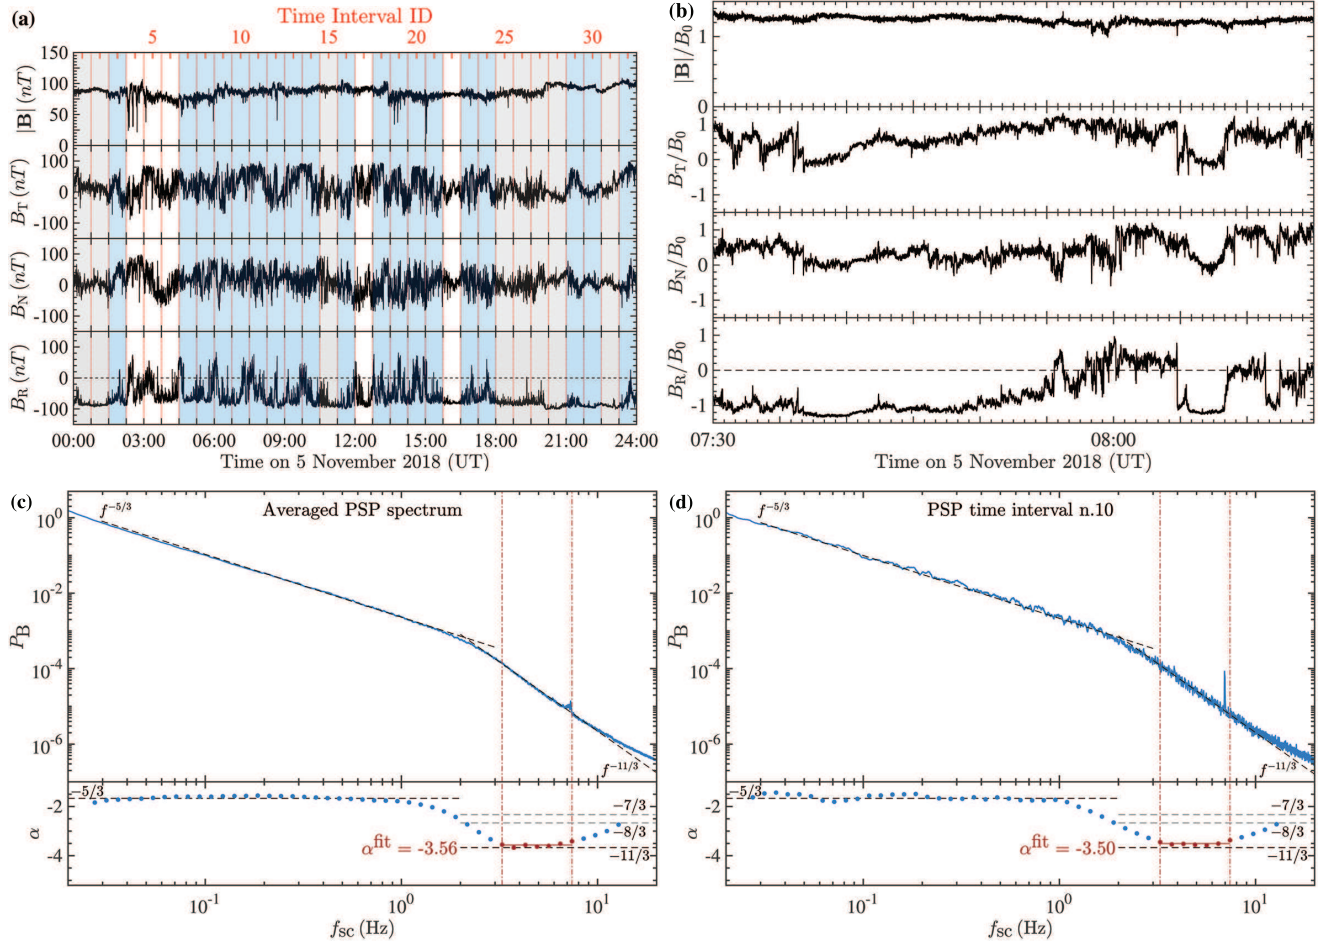 (a)
Time Interval ID
5 10 15 20 25 30
150
100
50
0
|B| (nT)
100
0
-100
B_T (nT)
100
0
-100
B_N (nT)
100
0
-100
B_R (nT)
00:00 03:00 06:00 09:00 12:00 15:00 18:00 21:00 24:00
Time on 5 November 2018 (UT)
(b)
1
0
|B|/B_0
1
0
-1
B_T/B_0
1
0
-1
B_N/B_0
1
0
-1
B_R/B_0
07:30 08:00
Time on 5 November 2018 (UT)
(c)
Averaged PSP spectrum
f^{-5/3}
10^0
10^{-2}
10^{-4}
10^{-6}
P_B
f^{-11/3}
-5/3
-7/3
-8/3
-11/3
α^{fit} = -3.56
-2
-4
α
10^{-1} 10^0 10^1
f_{sc} (Hz)
(d)
PSP time interval n.10
f^{-5/3}
10^0
10^{-2}
10^{-4}
10^{-6}
P_B
f^{-11/3}
-5/3
-7/3
-8/3
-11/3
α^{fit} = -3.50
-2
-4
α
10^{-1} 10^0 10^1
f_{sc} (Hz)